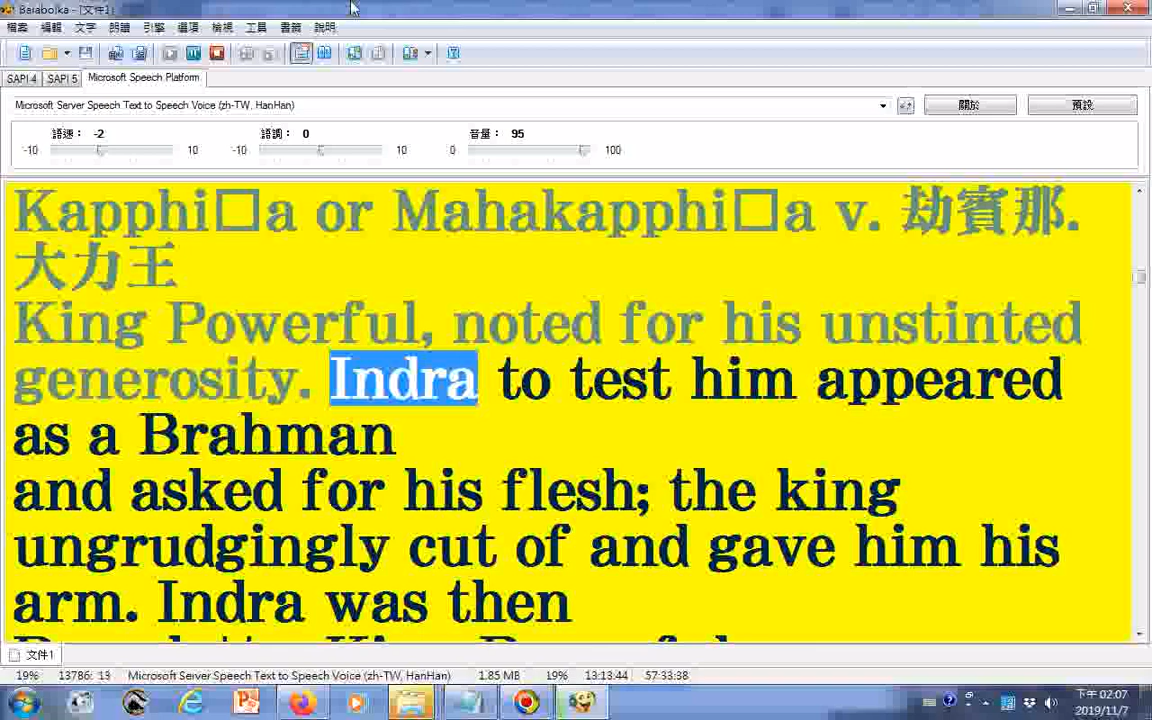 Balabolka - [文件1]
檔案 編輯 文字 朗讀 引擎 選項 檢視 工具 書籤 說明
SAPI 4 SAPI 5 Microsoft Speech Platform
Microsoft Server Speech Text to Speech Voice (zh-TW, HanHan) 關於 預設
語速： -2 語調： 0 音量： 95
-10 10 -10 10 0 100
Kapphi□a or Mahakapphi□a v. 劫賓那.
大力王
King Powerful, noted for his unstinted
generosity. Indra to test him appeared
as a Brahman
and asked for his flesh; the king
ungrudgingly cut of and gave him his
arm. Indra was then
文件1
19% 13786: 13 Microsoft Server Speech Text to Speech Voice (zh-TW, HanHan) 1.85 MB 19% 13:13:44 57:33:38
下午 02:07
2019/11/7